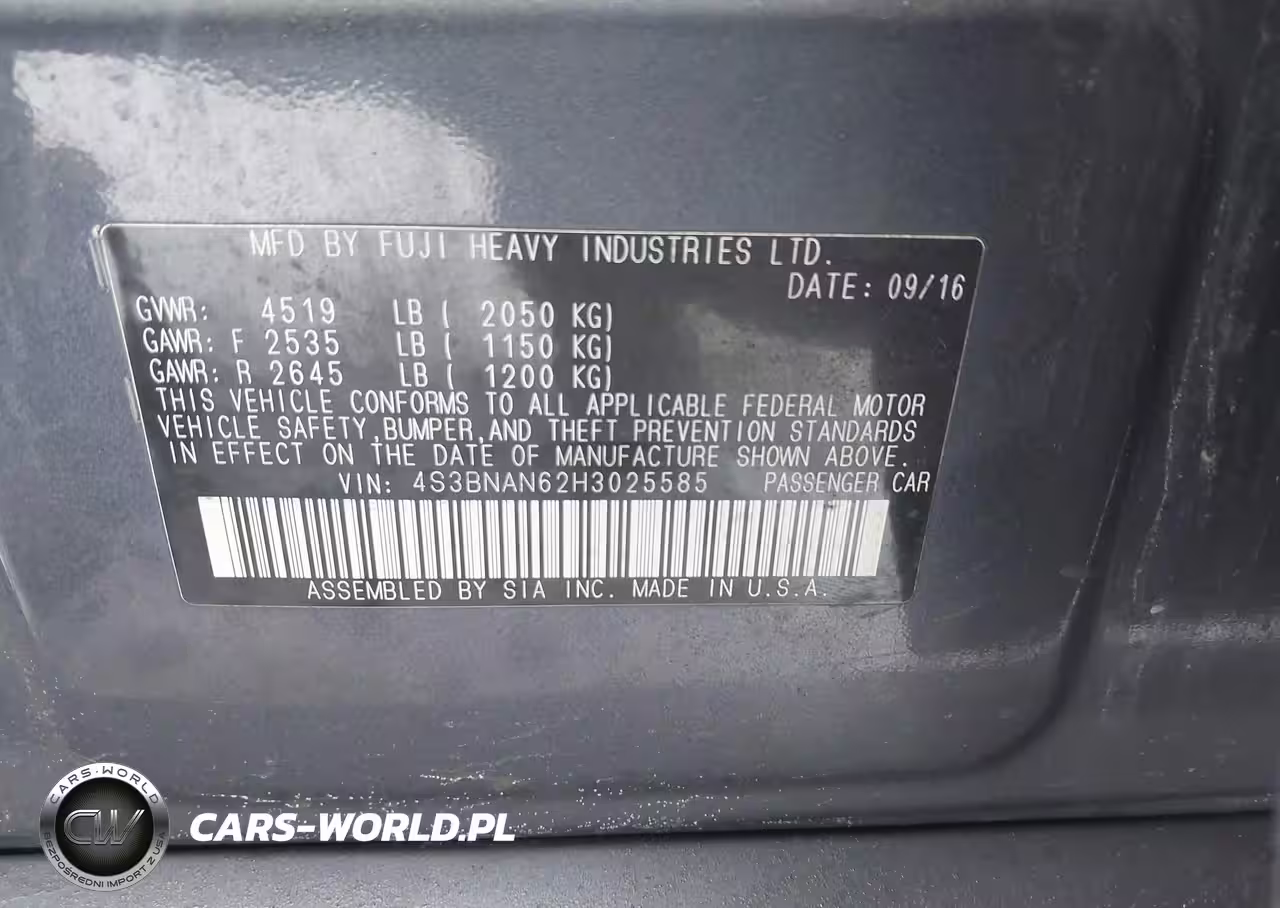 MFD BY FUJI HEAVY INDUSTRIES LTD.
DATE: 09/16
GVWR: 4519 LB ( 2050 KG)
GAWR: F 2535 LB ( 1150 KG)
GAWR: R 2645 LB ( 1200 KG)
THIS VEHICLE CONFORMS TO ALL APPLICABLE FEDERAL MOTOR
VEHICLE SAFETY,BUMPER,AND THEFT PREVENTION STANDARDS
IN EFFECT ON THE DATE OF MANUFACTURE SHOWN ABOVE.
VIN: 4S3BNAN62H3025585 PASSENGER CAR
ASSEMBLED BY SIA INC. MADE IN U.S.A.
CARS-WORLD
CW
BEZPOŚREDNI IMPORT Z USA
CARS-WORLD.PL